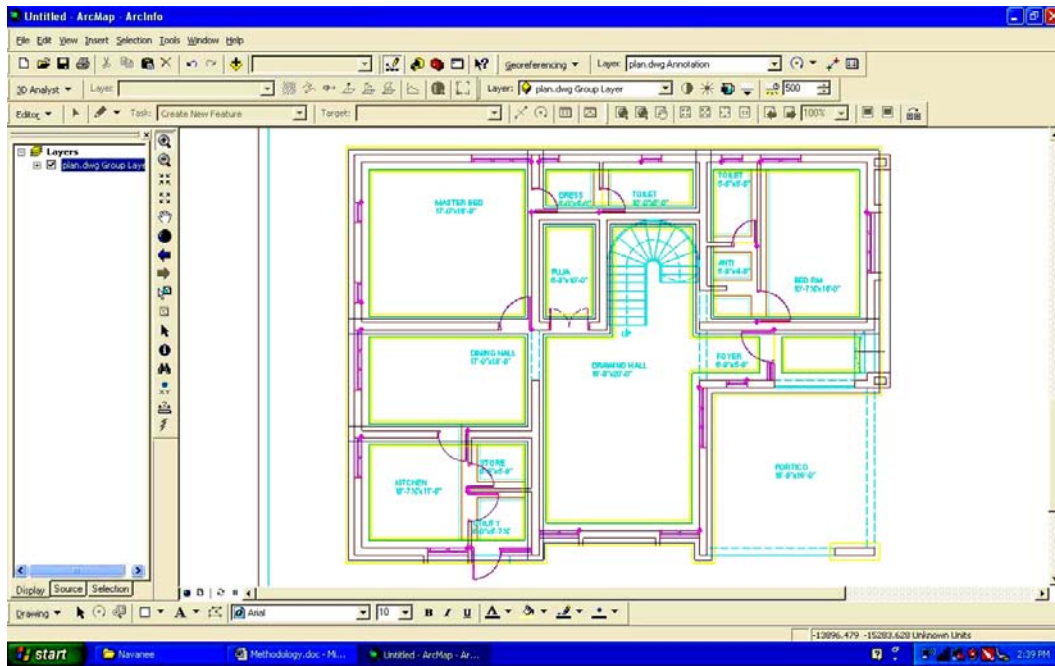 Untitled - ArcMap - ArcInfo
File Edit View Insert Selection Tools Window Help
Georeferencing Layer: plan.dwg Annotation
3D Analyst Layer: Layer: plan.dwg Group Layer 500
Editor Task: Create New Feature Target: 100%
Layers
plan.dwg Group Laye
MASTER BED
DRESS
TOILET
TOILET
PUJA
ANTI
BED RM
UP
DINING HALL
DRAWING HALL
FOYER
STORE
KITCHEN
PORTICO
Display Source Selection
Drawing A Arial 10 B I U A
-13896.479 -15283.628 Unknown Units
start Navanee Methodology.doc - Mi... Untitled - ArcMap - Ar... 2:39 PM